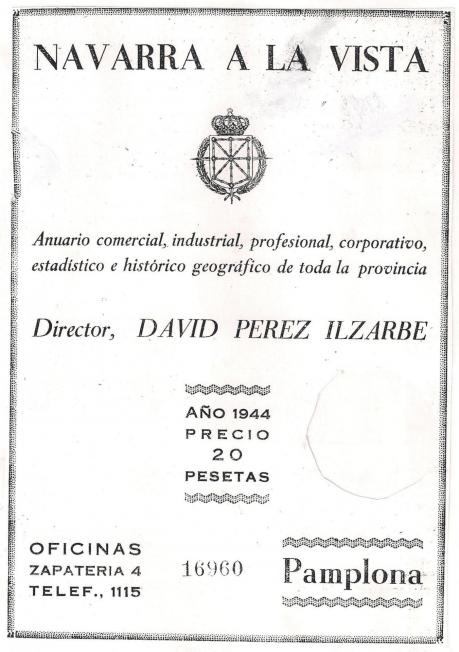 NAVARRA A LA VISTA
Anuario comercial, industrial, profesional, corporativo,
estadístico e histórico geográfico de toda la provincia
Director, DAVID PEREZ ILZARBE
AÑO 1944
PRECIO
20
PESETAS
OFICINAS
ZAPATERIA 4
TELEF., 1115
16960
Pamplona